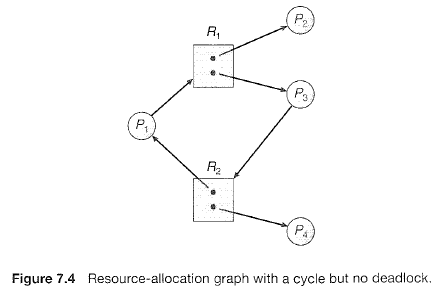 P2
R1
P3
P1
R2
P4
Figure 7.4 Resource-allocation graph with a cycle but no deadlock.